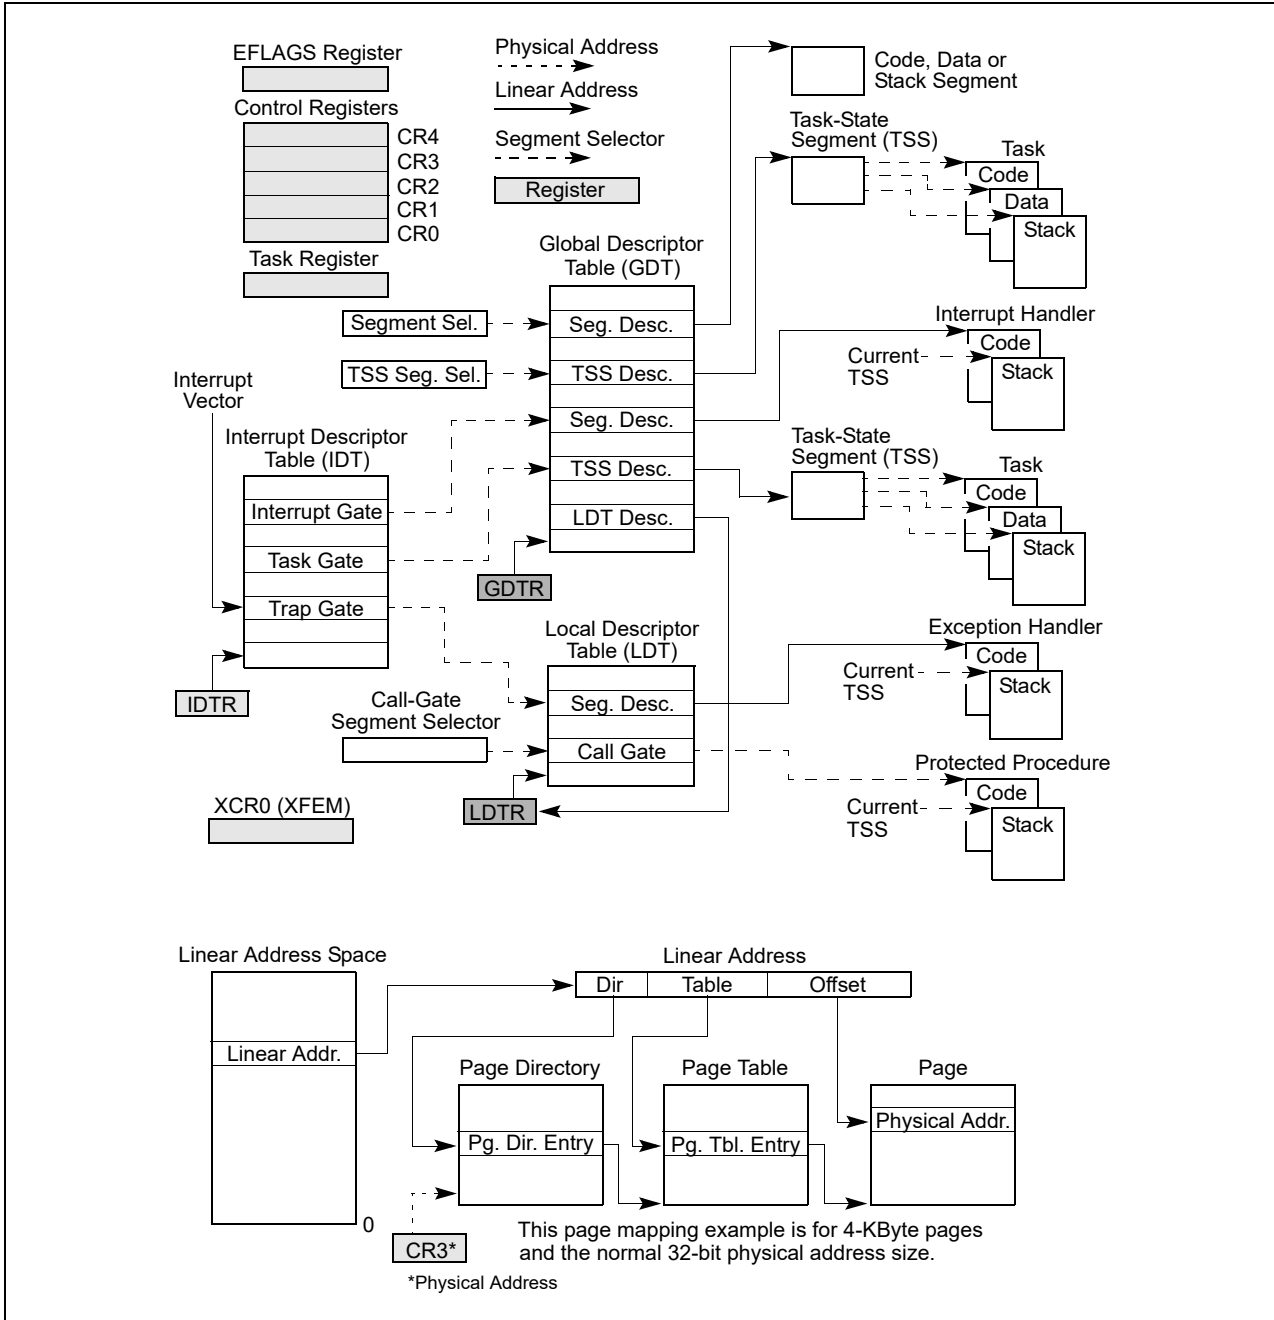 EFLAGS Register
Control Registers
CR4
CR3
CR2
CR1
CR0
Task Register
Physical Address
Linear Address
Segment Selector
Register
Code, Data or
Stack Segment
Task-State
Segment (TSS)
Task
Code
Data
Stack
Global Descriptor
Table (GDT)
Segment Sel.
Seg. Desc.
TSS Seg. Sel.
TSS Desc.
Seg. Desc.
TSS Desc.
LDT Desc.
GDTR
Interrupt Handler
Code
Current
TSS
Stack
Interrupt
Vector
Interrupt Descriptor
Table (IDT)
Interrupt Gate
Task Gate
Trap Gate
IDTR
Task-State
Segment (TSS)
Task
Code
Data
Stack
Local Descriptor
Table (LDT)
Seg. Desc.
Call Gate
Call-Gate
Segment Selector
LDTR
XCR0 (XFEM)
Exception Handler
Code
Current
TSS
Stack
Protected Procedure
Code
Current
TSS
Stack
Linear Address Space
Linear Addr.
0
Linear Address
Dir
Table
Offset
Page Directory
Pg. Dir. Entry
Page Table
Pg. Tbl. Entry
Page
Physical Addr.
CR3*
*Physical Address
This page mapping example is for 4-KByte pages
and the normal 32-bit physical address size.